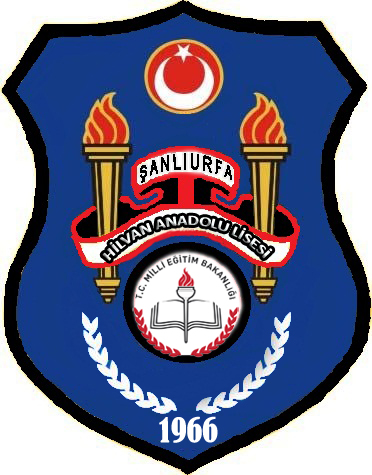 ŞANLIURFA
HİLVAN ANADOLU LİSESİ
T.C. MİLLİ EĞİTİM BAKANLIĞI
1966